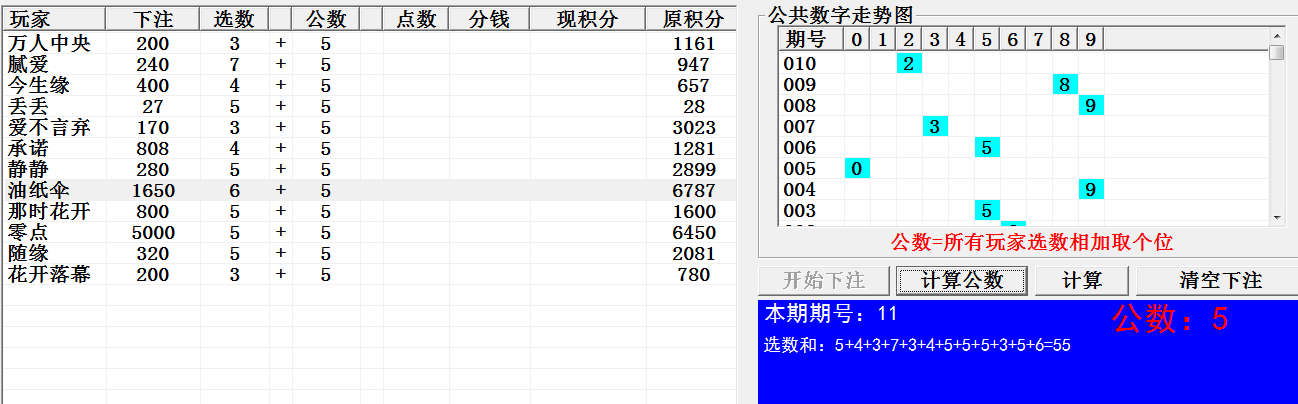 玩家 下注 选数 公数 点数 分钱 现积分 原积分
万人中央 200 3 + 5 1161
腻爱 240 7 + 5 947
今生缘 400 4 + 5 657
丢丢 27 5 + 5 28
爱不言弃 170 3 + 5 3023
承诺 808 4 + 5 1281
静静 280 5 + 5 2899
油纸伞 1650 6 + 5 6787
那时花开 800 5 + 5 1600
零点 5000 5 + 5 6450
随缘 320 5 + 5 2081
花开落幕 200 3 + 5 780
公共数字走势图
期号 0 1 2 3 4 5 6 7 8 9
010 2
009 8
008 9
007 3
006 5
005 0
004 9
003 5
公数=所有玩家选数相加取个位
开始下注 计算公数 计算 清空下注
本期期号：11
公数：5
选数和：5+4+3+7+3+4+5+5+5+3+5+6=55